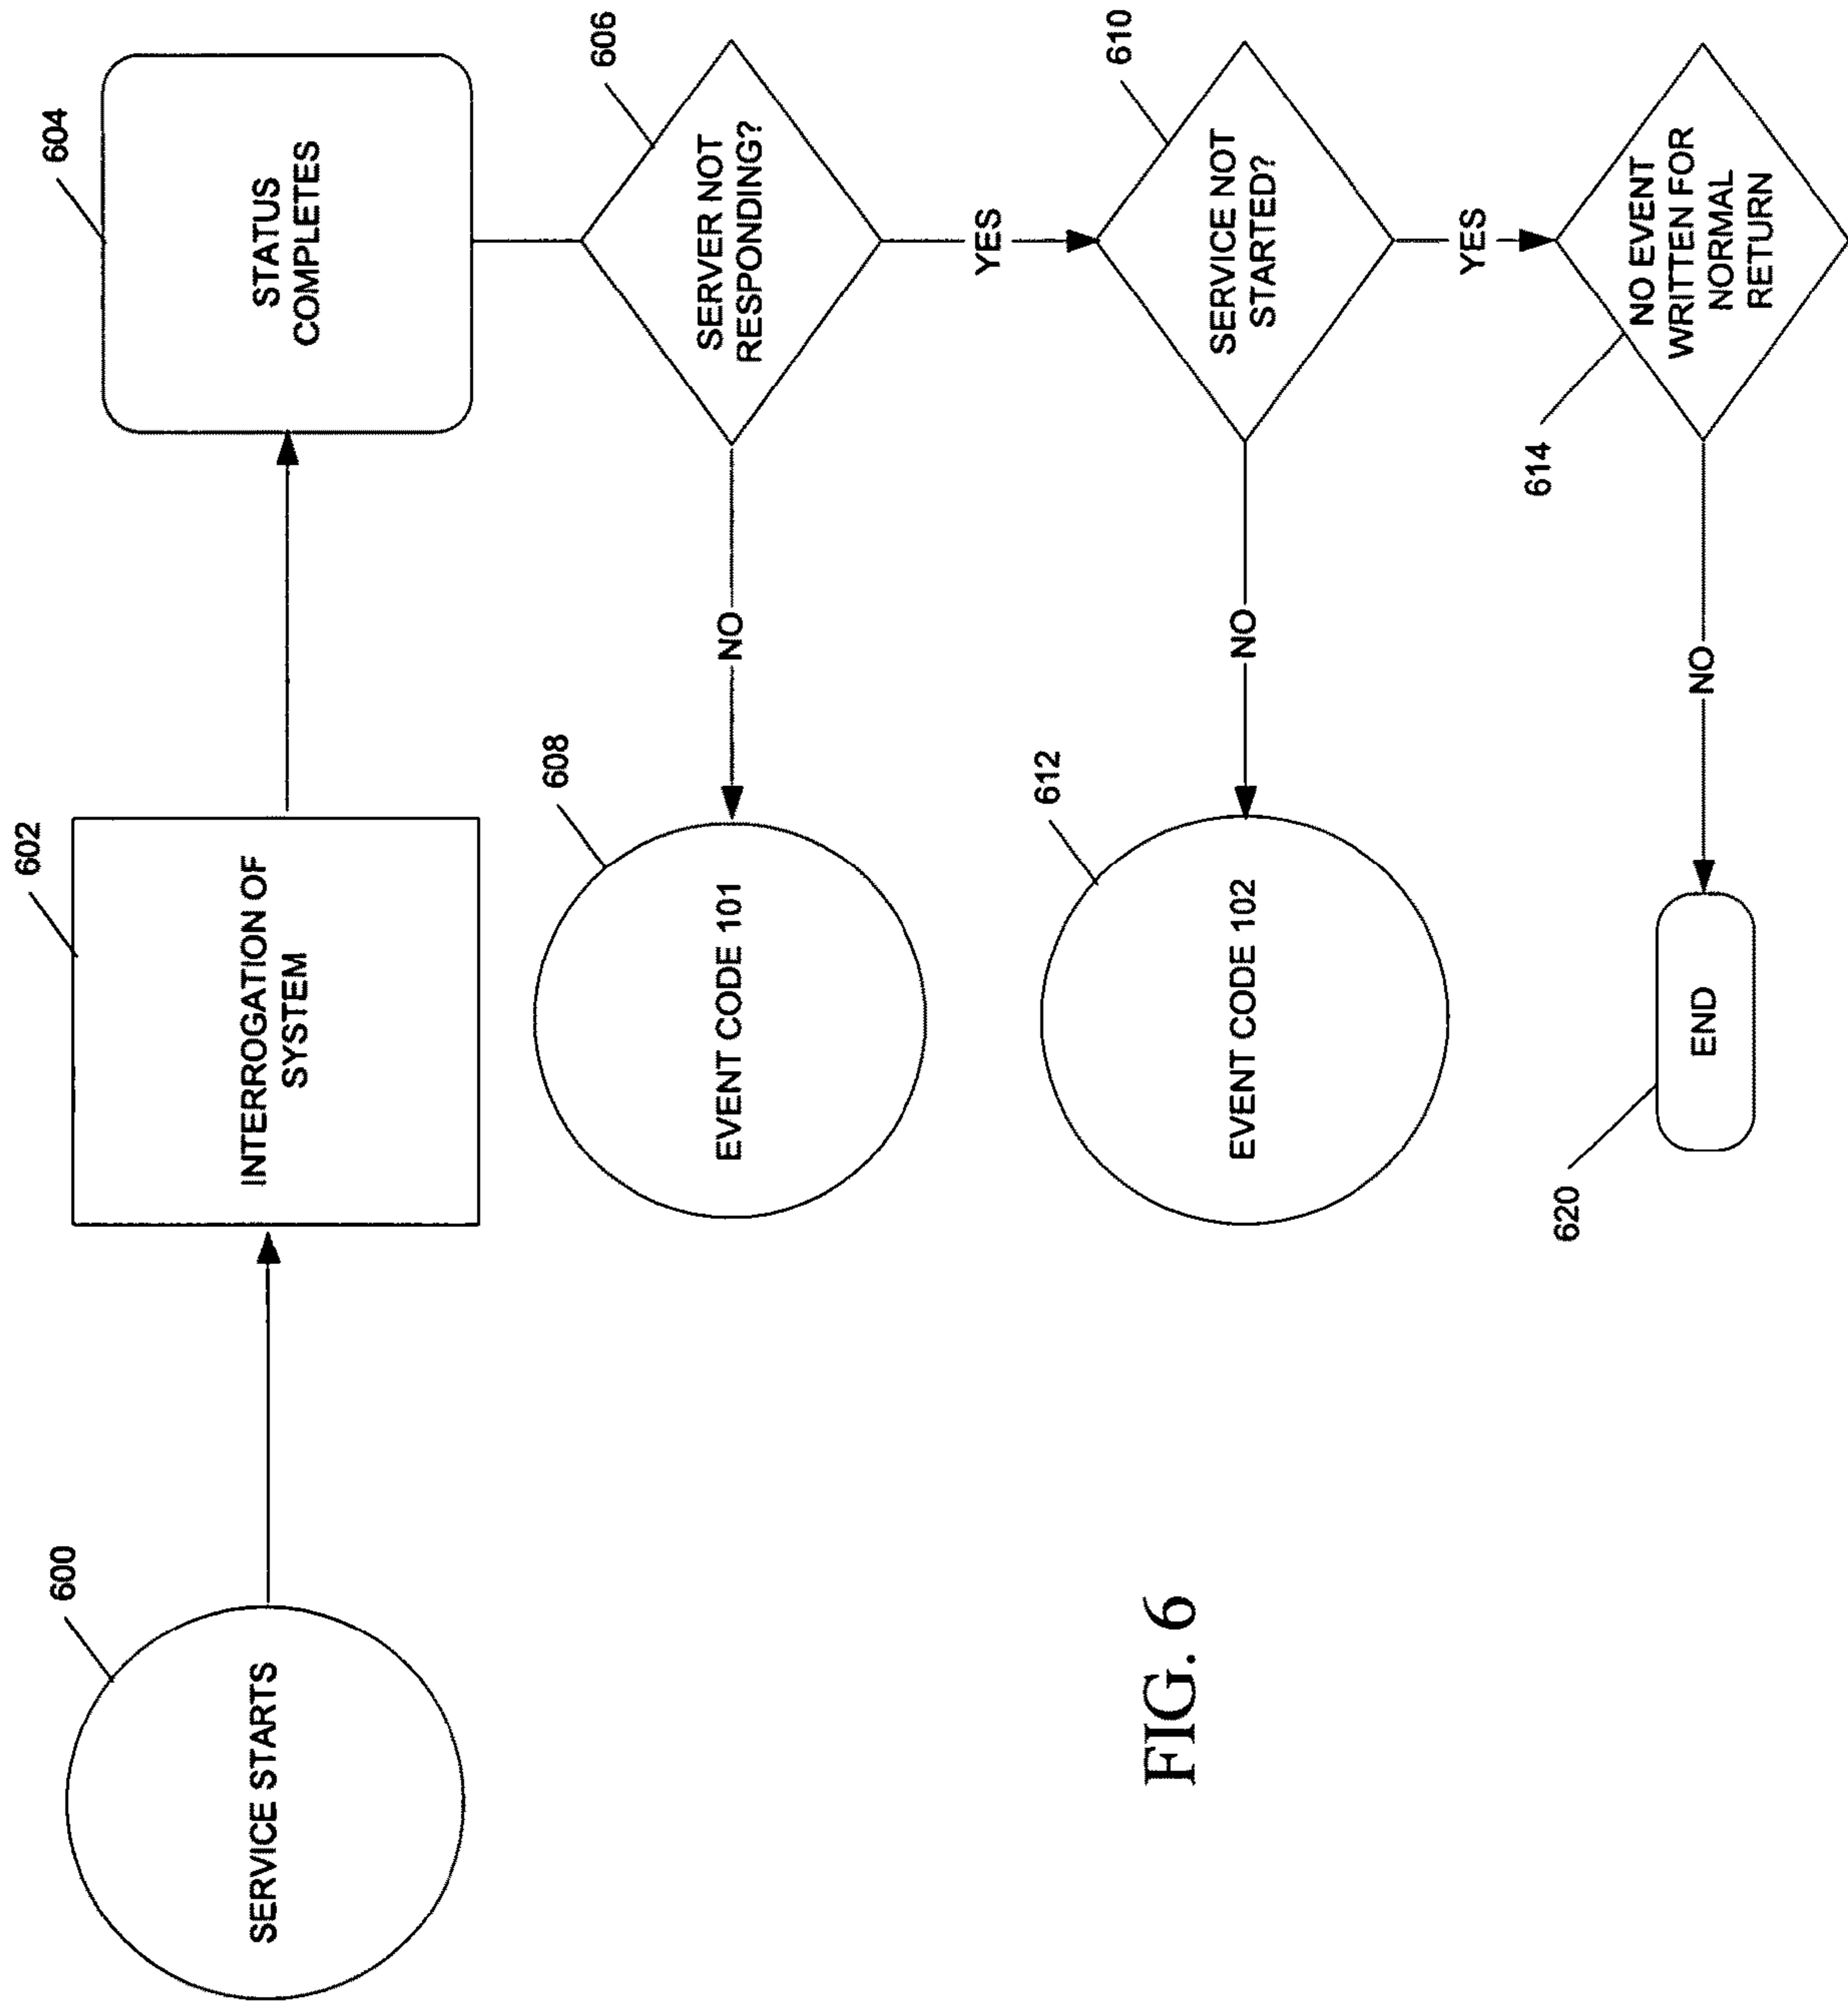 600
SERVICE STARTS
602
INTERROGATION OF
SYSTEM
604
STATUS
COMPLETES
606
SERVER NOT
RESPONDING?
NO
608
EVENT CODE 101
YES
610
SERVICE NOT
STARTED?
NO
612
EVENT CODE 102
YES
614
NO EVENT
WRITTEN FOR
NORMAL
RETURN
NO
620
END
FIG. 6